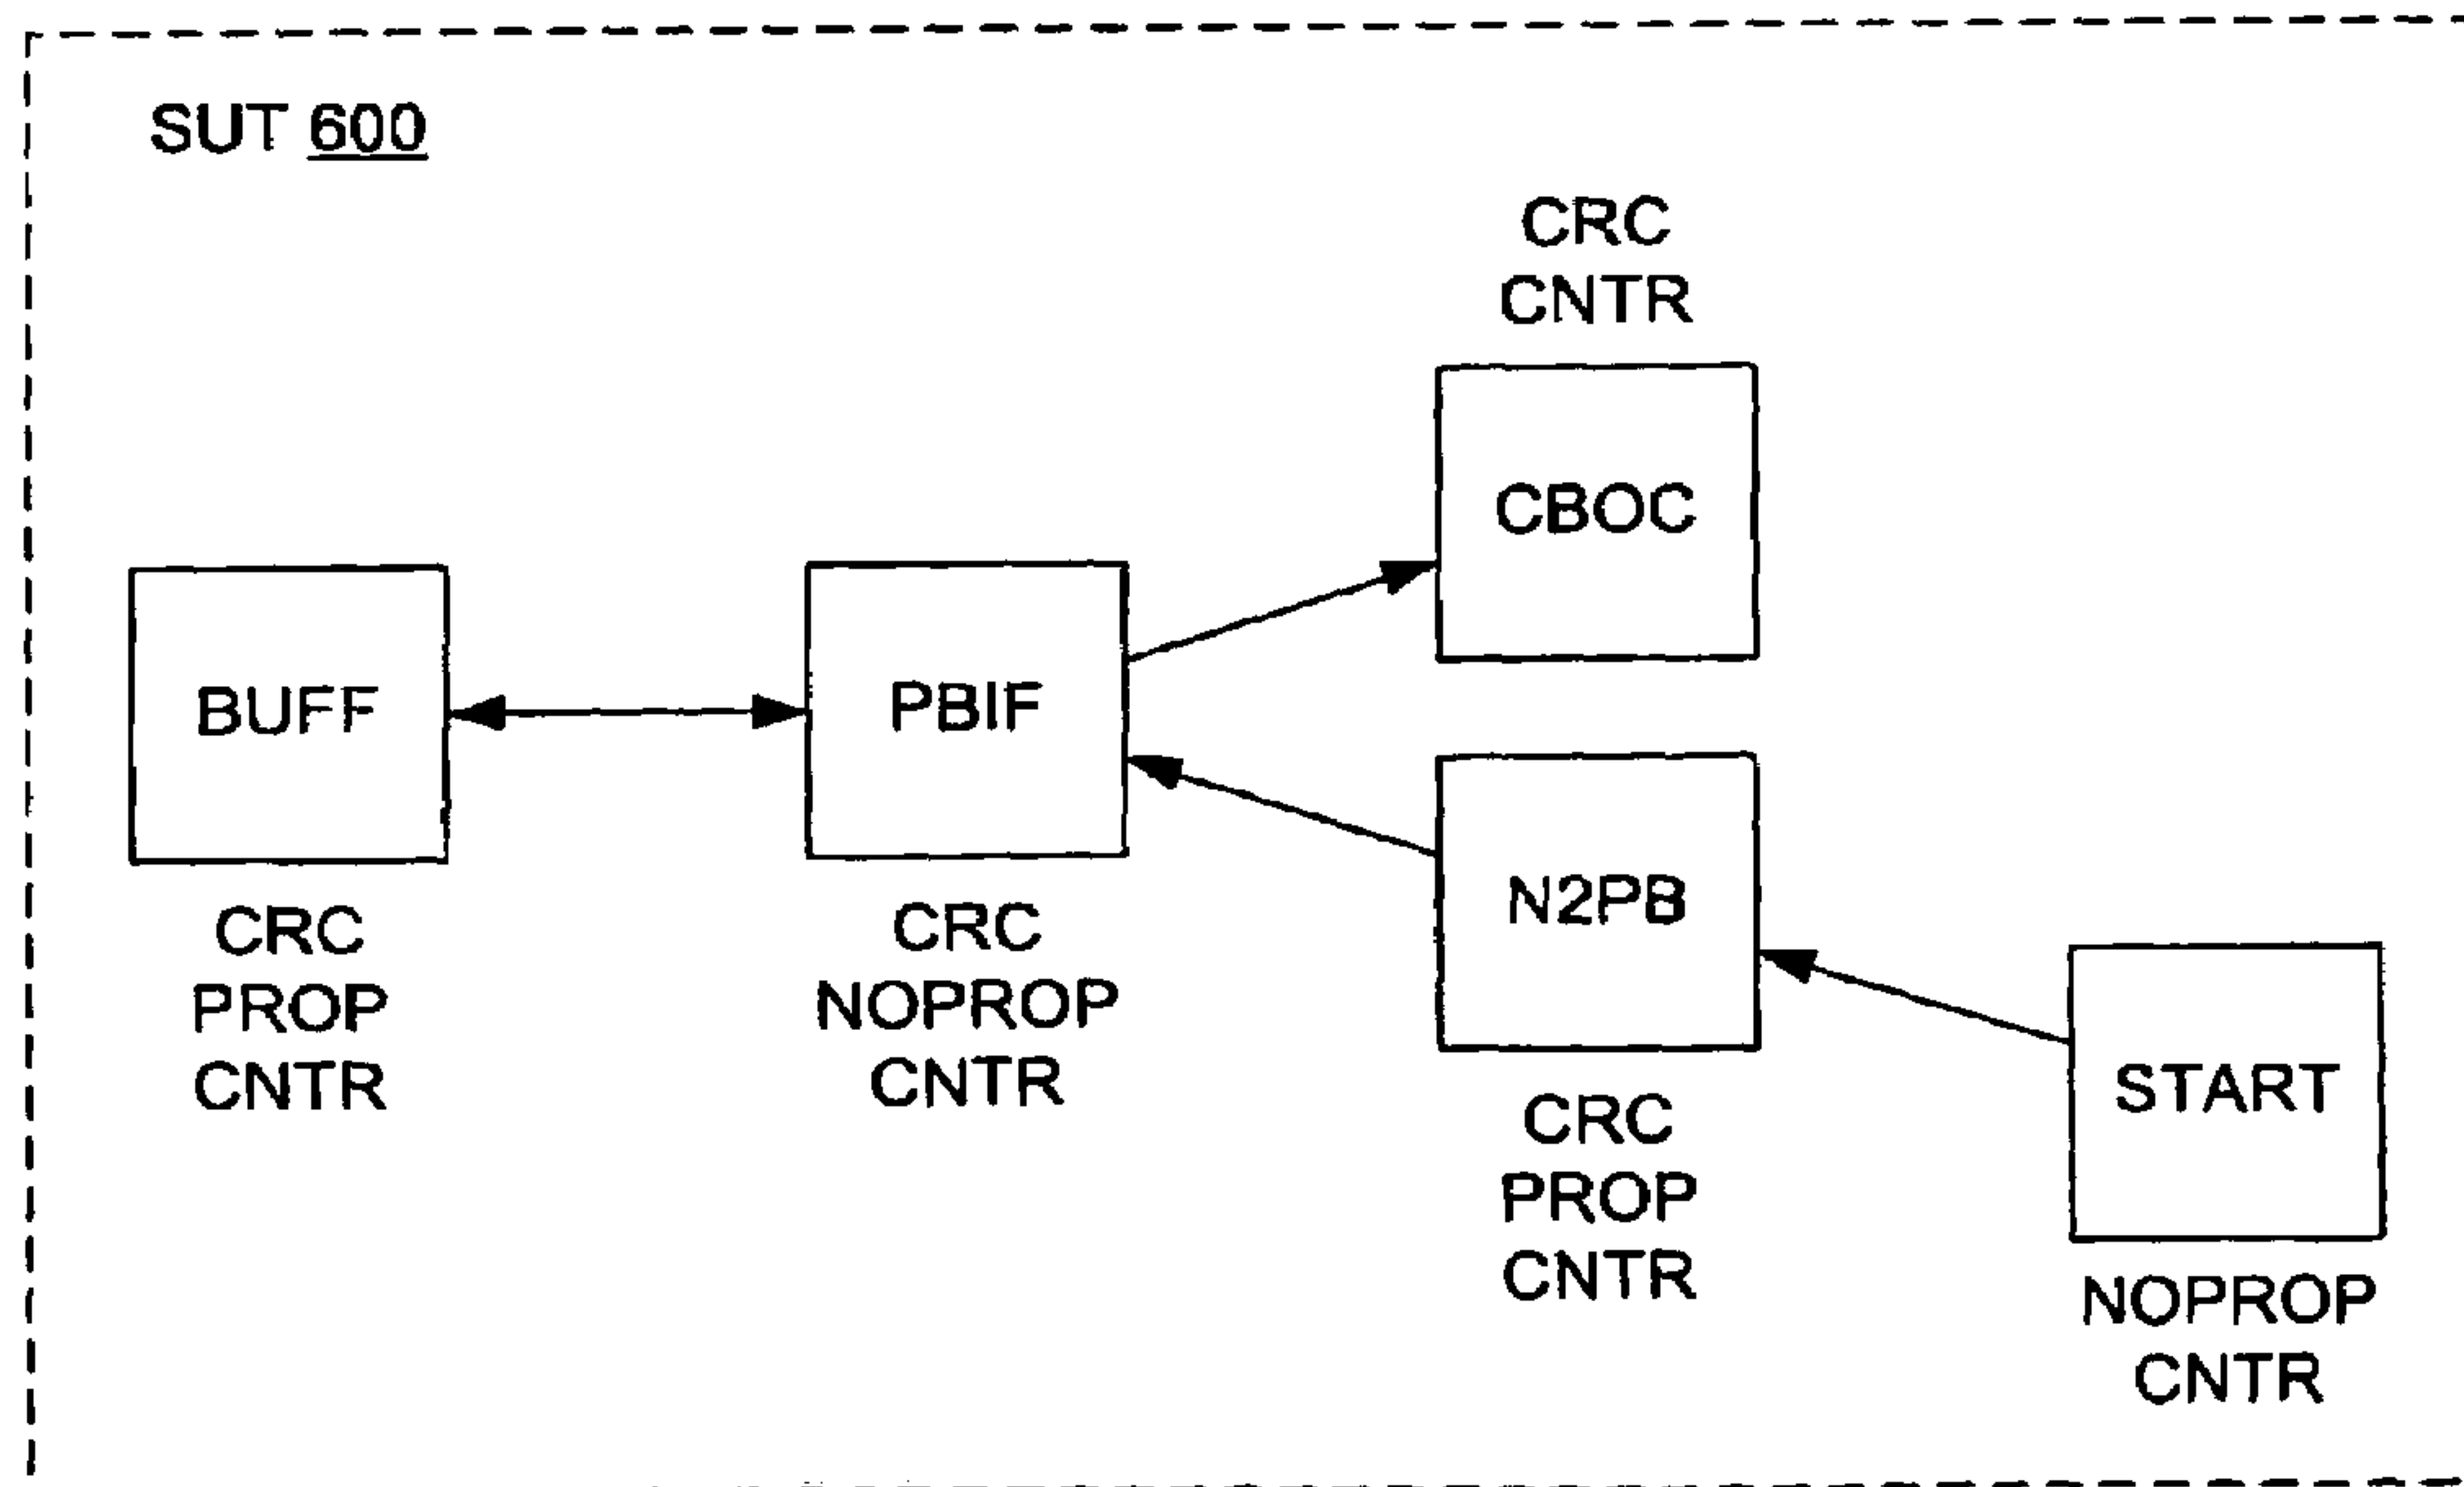 SUT 600
CRC
CNTR
CBOC
BUFF
CRC
PROP
CNTR
PBIF
CRC
NOPROP
CNTR
N2PB
CRC
PROP
CNTR
START
NOPROP
CNTR